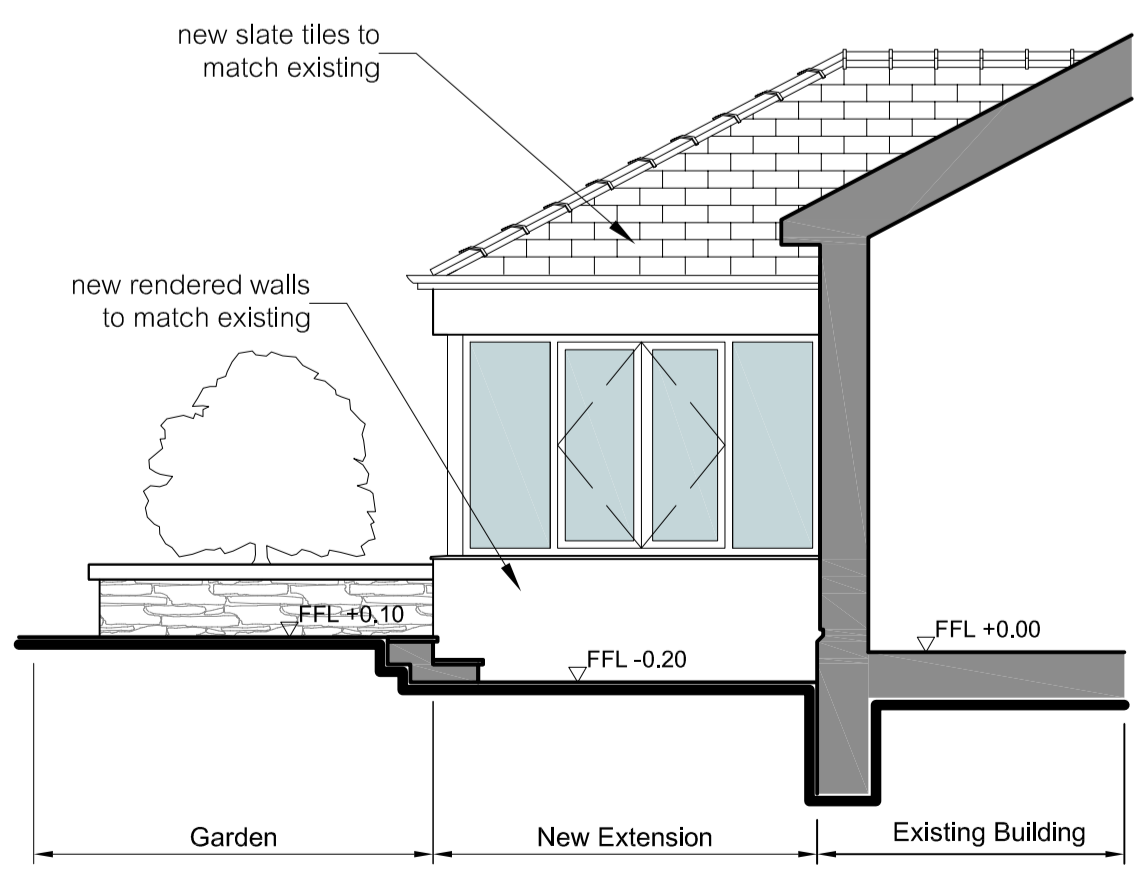 new slate tiles to
match existing
new rendered walls
to match existing
FFL +0.10
FFL -0.20
FFL +0.00
Garden
New Extension
Existing Building